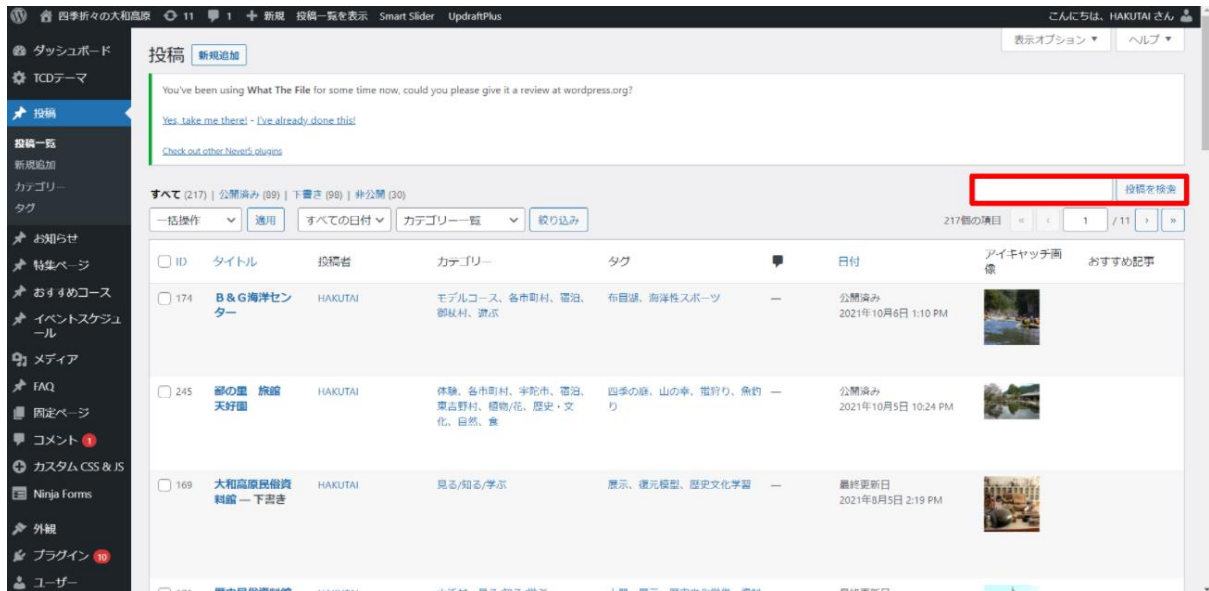 四季折々の大和高原 11 1 新規 投稿一覧を表示 Smart Slider UpdraftPlus こんにちは、HAKUTAI さん
ダッシュボード
TCDテーマ
投稿
投稿一覧
新規追加
カテゴリー
タグ
お知らせ
特集ページ
おすすめコース
イベントスケジュ
ール
メディア
FAQ
固定ページ
コメント 1
カスタム CSS & JS
Ninja Forms
外観
プラグイン 10
ユーザー
表示オプション ▼ ヘルプ ▼
投稿 新規追加
You've been using What The File for some time now, could you please give it a review at wordpress.org?
Yes, take me there! - I've already done this!
Check out other Never5 plugins
すべて (217) | 公開済み (89) | 下書き (98) | 非公開 (30)
投稿を検索
一括操作 適用 すべての日付 カテゴリー一覧 絞り込み 217個の項目 « ‹ 1 / 11 › »
ID タイトル 投稿者 カテゴリー タグ 日付 アイキャッチ画
像 おすすめ記事
174 B&G海洋セン
ター HAKUTAI モデルコース、各市町村、宿泊、
御杖村、遊ぶ 布目湖、海洋性スポーツ — 公開済み
2021年10月6日 1:10 PM
245 旅館
天好園 HAKUTAI 体験、各市町村、宇陀市、宿泊、
東吉野村、植物/花、歴史・文
化、自然、食 四季の庭、山の幸、蛍狩り、魚釣
り — 公開済み
2021年10月5日 10:24 PM
169 大和高原民俗資
料館 — 下書き HAKUTAI 見る/知る/学ぶ 展示、復元模型、歴史文化学習 — 最終更新日
2021年8月5日 2:19 PM